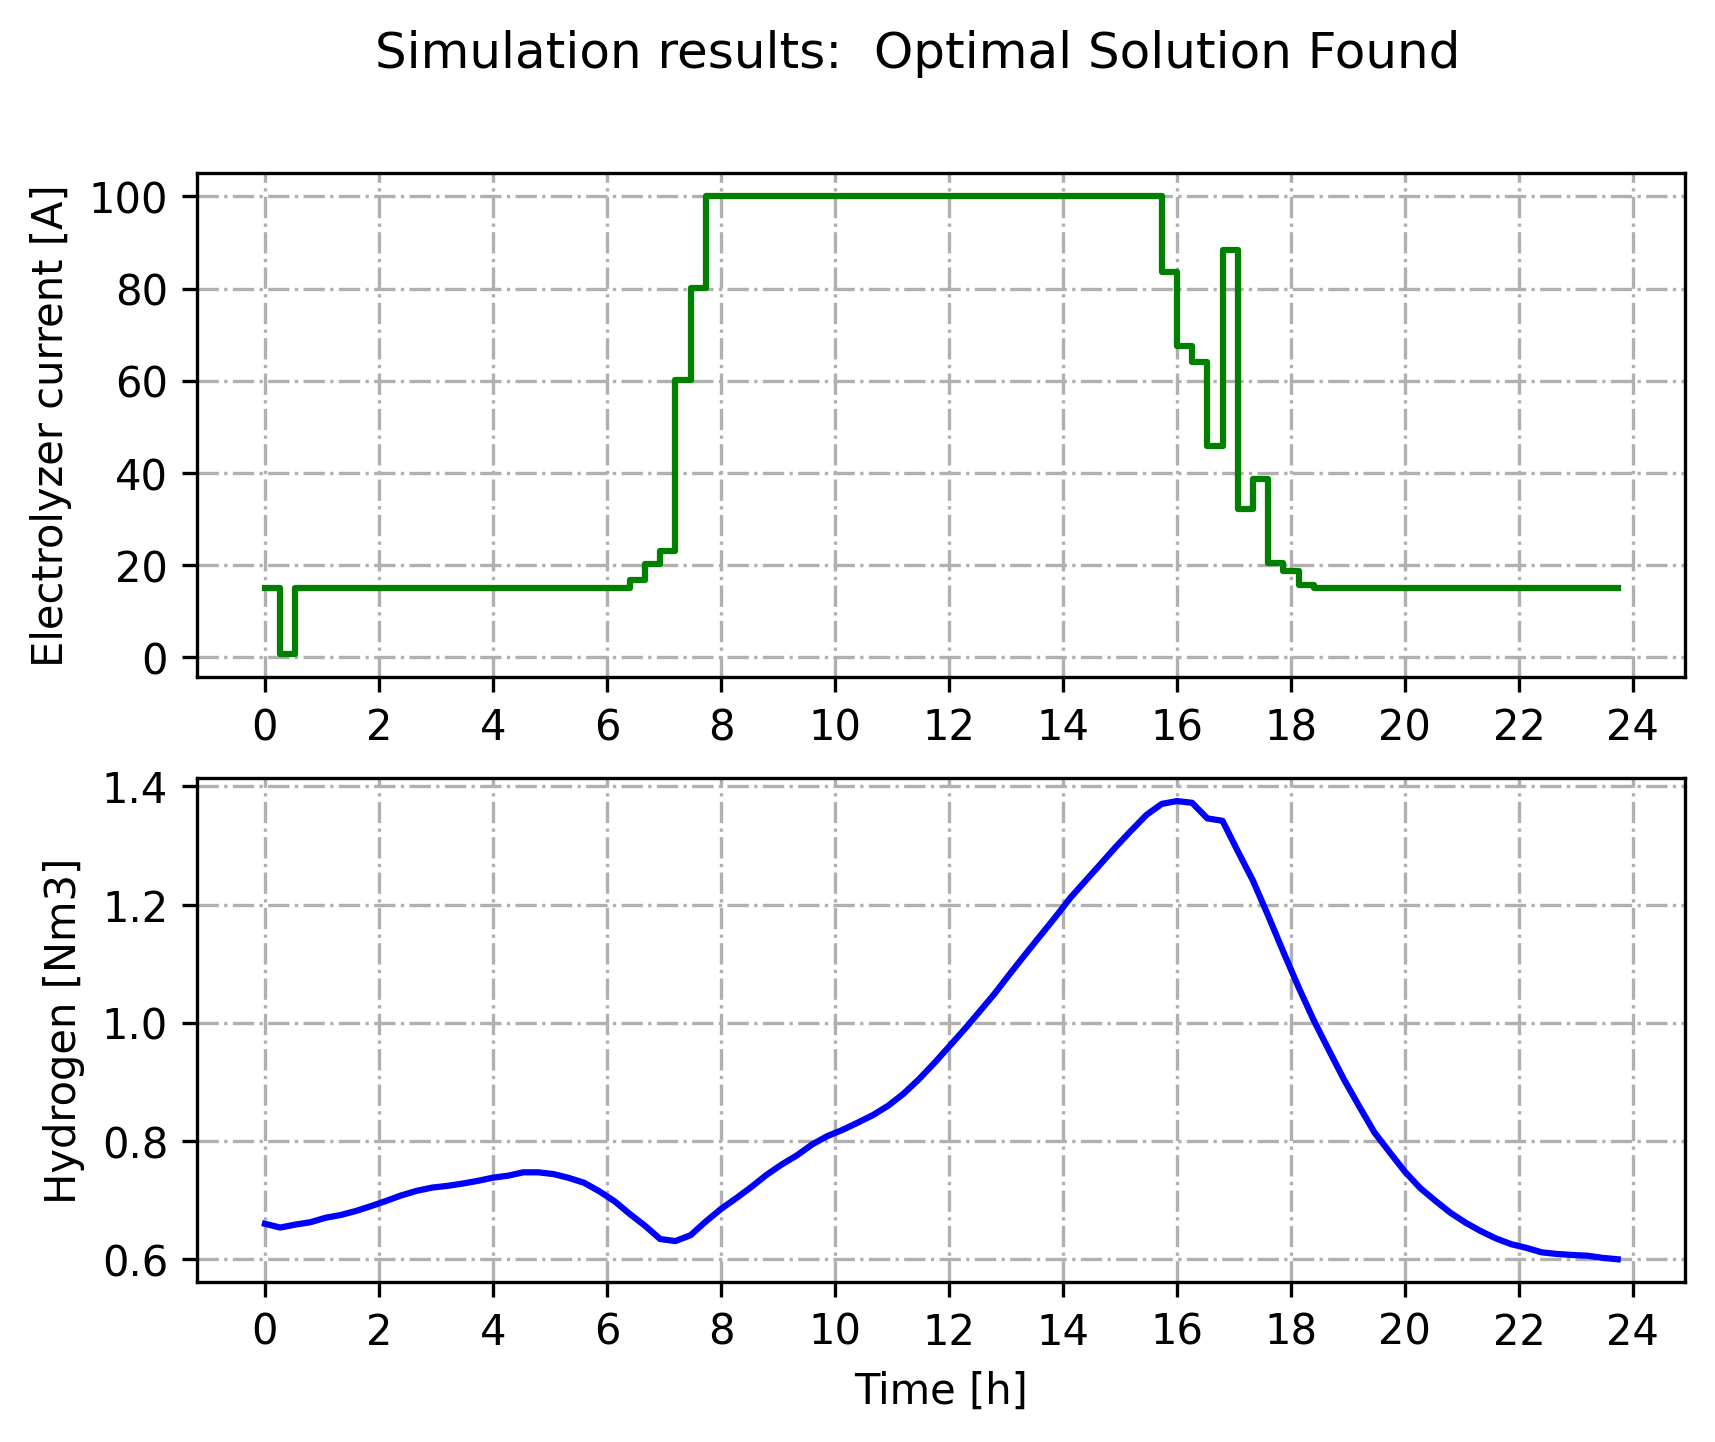 Simulation results:  Optimal Solution Found
Electrolyzer current [A]
100
80
60
40
20
0
0 2 4 6 8 10 12 14 16 18 20 22 24
Hydrogen [Nm3]
1.4
1.2
1.0
0.8
0.6
0 2 4 6 8 10 12 14 16 18 20 22 24
Time [h]